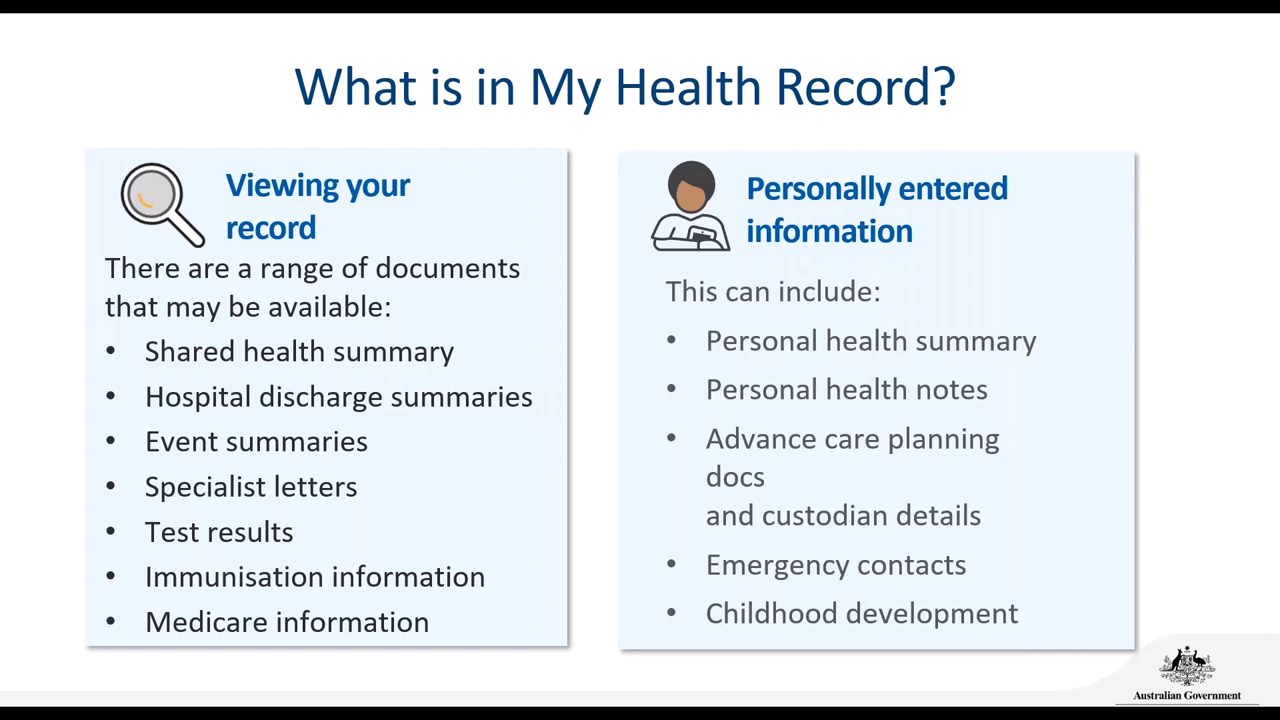 What is in My Health Record?
Viewing your
record
There are a range of documents
that may be available:
• Shared health summary
• Hospital discharge summaries
• Event summaries
• Specialist letters
• Test results
• Immunisation information
• Medicare information
Personally entered
information
This can include:
• Personal health summary
• Personal health notes
• Advance care planning
docs
and custodian details
• Emergency contacts
• Childhood development
Australian Government